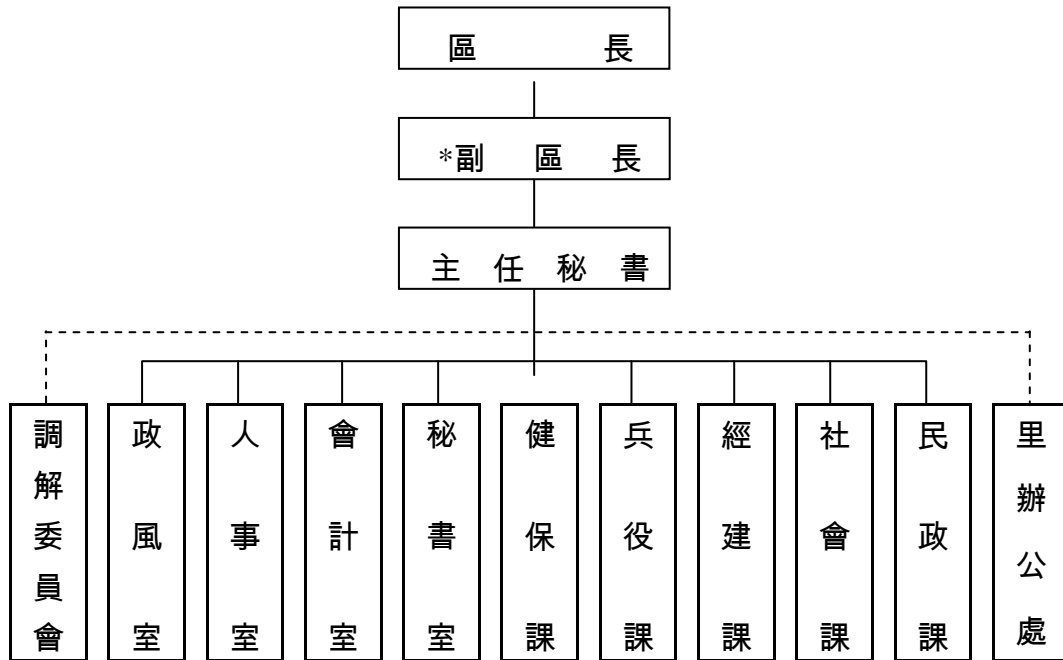 區長
*副區長
主任秘書
調解委員會
政風室
人事室
會計室
秘書室
健保課
兵役課
經建課
社會課
民政課
里辦公處